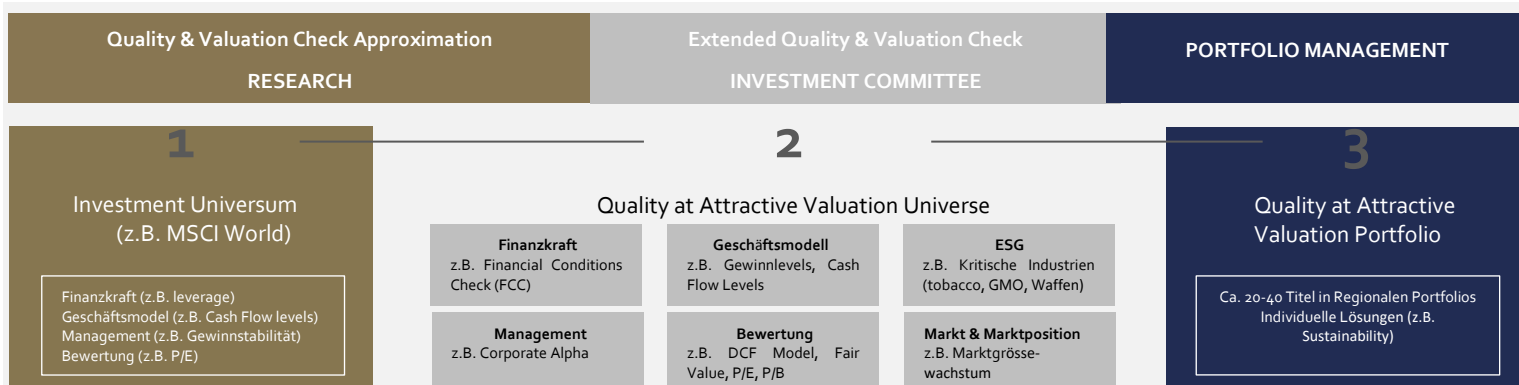 Quality & Valuation Check Approximation
RESEARCH
Extended Quality & Valuation Check
INVESTMENT COMMITTEE
PORTFOLIO MANAGEMENT
1
2
3
Investment Universum
(z.B. MSCI World)
Finanzkraft (z.B. leverage)
Geschäftsmodel (z.B. Cash Flow levels)
Management (z.B. Gewinnstabilität)
Bewertung (z.B. P/E)
Quality at Attractive Valuation Universe
Finanzkraft
z.B. Financial Conditions
Check (FCC)
Geschäftsmodell
z.B. Gewinnlevels, Cash
Flow Levels
ESG
z.B. Kritische Industrien
(tobacco, GMO, Waffen)
Management
z.B. Corporate Alpha
Bewertung
z.B. DCF Model, Fair
Value, P/E, P/B
Markt & Marktposition
z.B. Marktgrösse-
wachstum
Quality at Attractive
Valuation Portfolio
Ca. 20-40 Titel in Regionalen Portfolios
Individuelle Lösungen (z.B.
Sustainability)